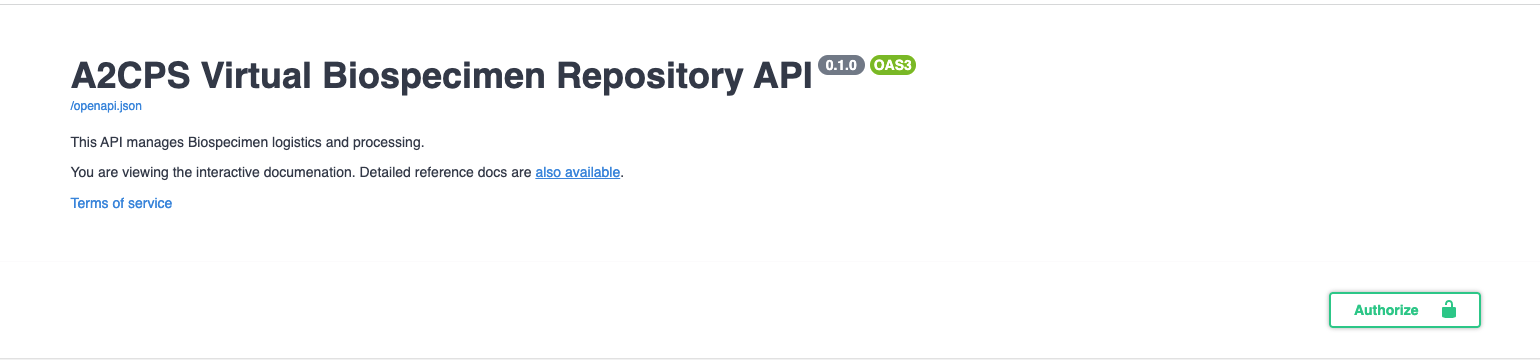 A2CPS Virtual Biospecimen Repository API 0.1.0 OAS3
/openapi.json
This API manages Biospecimen logistics and processing.
You are viewing the interactive documenation. Detailed reference docs are also available.
Terms of service
Authorize